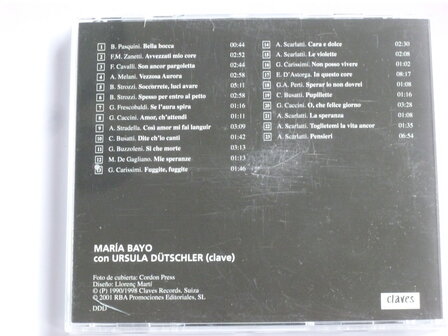 1 B. Pasquini. Bella bocca 00:44
2 F.M. Zanetti. Avvezzati mio core 02:52
3 F. Cavalli. Son ancor pargoletta 02:44
4 A. Melani. Vezzosa Aurora 02:58
5 B. Strozzi. Soccorrete, luci avare 05:11
6 B. Strozzi. Spesso per entro al petto 02:58
7 G. Frescobaldi. Se l'aura spira
8 G. Caccini. Amor, ch'attendi 01:11
9 A. Stradella. Così amor mi fai languir 03:09
10 C. Busatti. Dite ch'io canti 01:42
11 G. Buzzoleni. Sì che morte 03:13
12 M. De Gagliano. Mie speranze 01:13
13 G. Carissimi. Fuggite, fuggite 01:46
14 A. Scarlatti. Cara e dolce 02:30
15 A. Scarlatti. Le violette 02:08
16 G. Carissimi. Non posso vivere 01:02
17 E. D'Astorga. In questo core 08:17
18 G.A. Perti. Sperar io non dovrei
19 C. Busatti. Pupillette 01:16
20 G. Caccini. O, che felice giorno 03:28
21 A. Scarlatti. La speranza 01:08
22 A. Scarlatti. Toglietemi la vita ancor
23 A. Scarlatti. Pensieri 06:54
MARÍA BAYO
con URSULA DÜTSCHLER (clave)
Foto de cubierta: Cordon Press
Diseño: Llorenç Martí
© (P) 1990/1998 Claves Records, Suiza
© 2001 RBA Promociones Editoriales, SL
DDD
claves